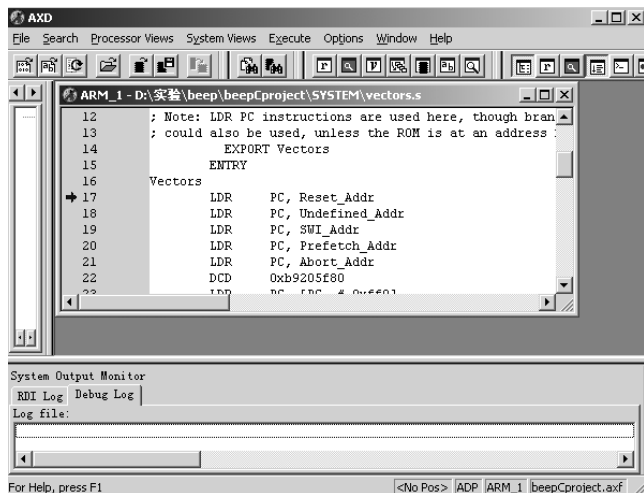 AXD
File Search Processor Views System Views Execute Options Window Help
ARM_1 - D:\实验\beep\beepCproject\SYSTEM\vectors.s
12 ; Note: LDR PC instructions are used here, though bran
13 ; could also be used, unless the ROM is at an address
14 EXPORT Vectors
15 ENTRY
16 Vectors
17 LDR PC, Reset_Addr
18 LDR PC, Undefined_Addr
19 LDR PC, SWI_Addr
20 LDR PC, Prefetch_Addr
21 LDR PC, Abort_Addr
22 DCD 0xb9205f80
System Output Monitor
RDI Log Debug Log
Log file:
For Help, press F1 <No Pos> ADP ARM_1 beepCproject.axf